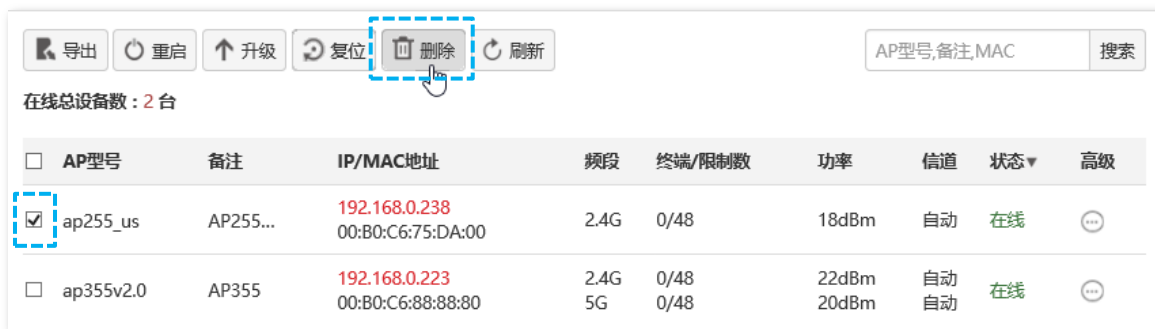 导出 重启 升级 复位 删除 刷新 AP型号,备注,MAC 搜索
在线总设备数：2 台
AP型号 备注 IP/MAC地址 频段 终端/限制数 功率 信道 状态▼ 高级
ap255_us AP255... 192.168.0.238 2.4G 0/48 18dBm 自动 在线
00:B0:C6:75:DA:00
ap355v2.0 AP355 192.168.0.223 2.4G 0/48 22dBm 自动 在线
00:B0:C6:88:88:80 5G 0/48 20dBm 自动